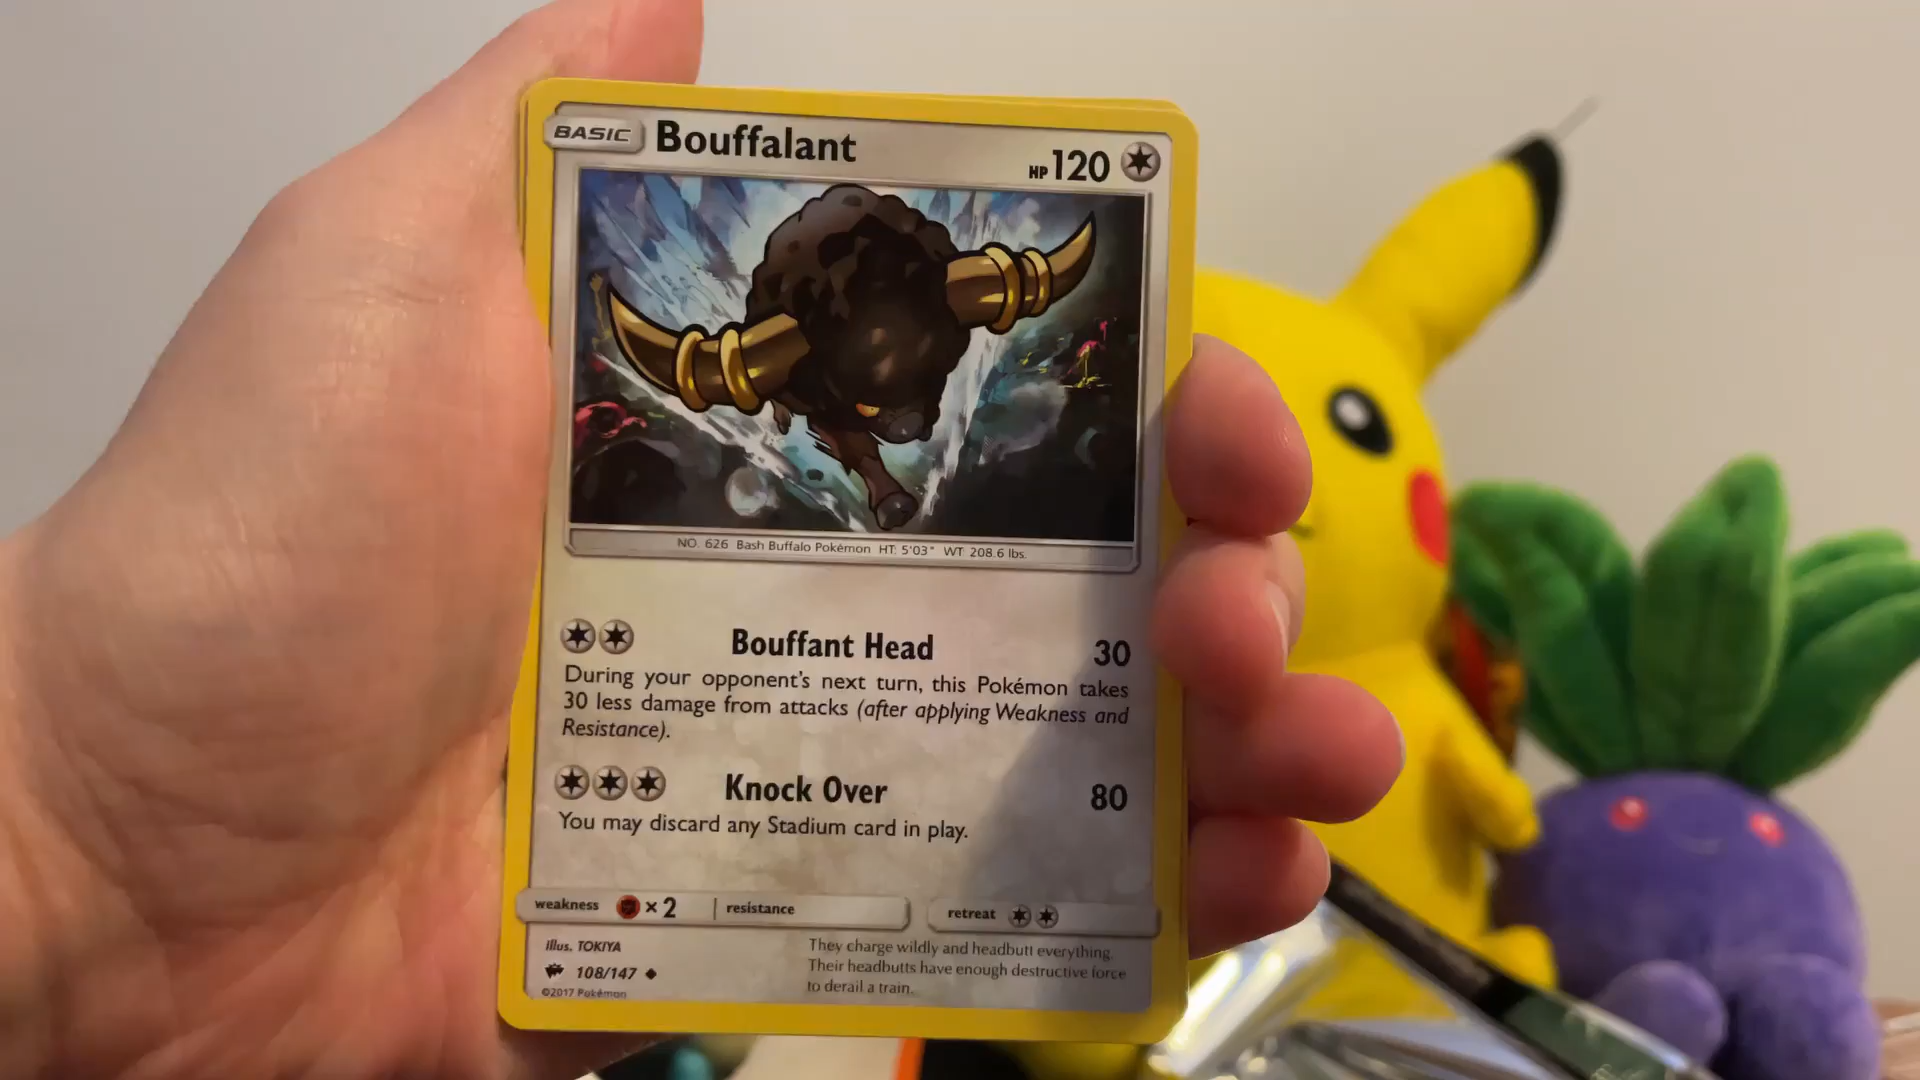 BASIC Bouffalant HP 120
NO. 626 Bash Buffalo Pokémon HT: 5'03" WT: 208.6 lbs.
Bouffant Head 30
During your opponent's next turn, this Pokémon takes
30 less damage from attacks (after applying Weakness and
Resistance).
Knock Over 80
You may discard any Stadium card in play.
weakness ×2 resistance retreat
Illus. TOKIYA
108/147
©2017 Pokémon
They charge wildly and headbutt everything.
Their headbutts have enough destructive force
to derail a train.